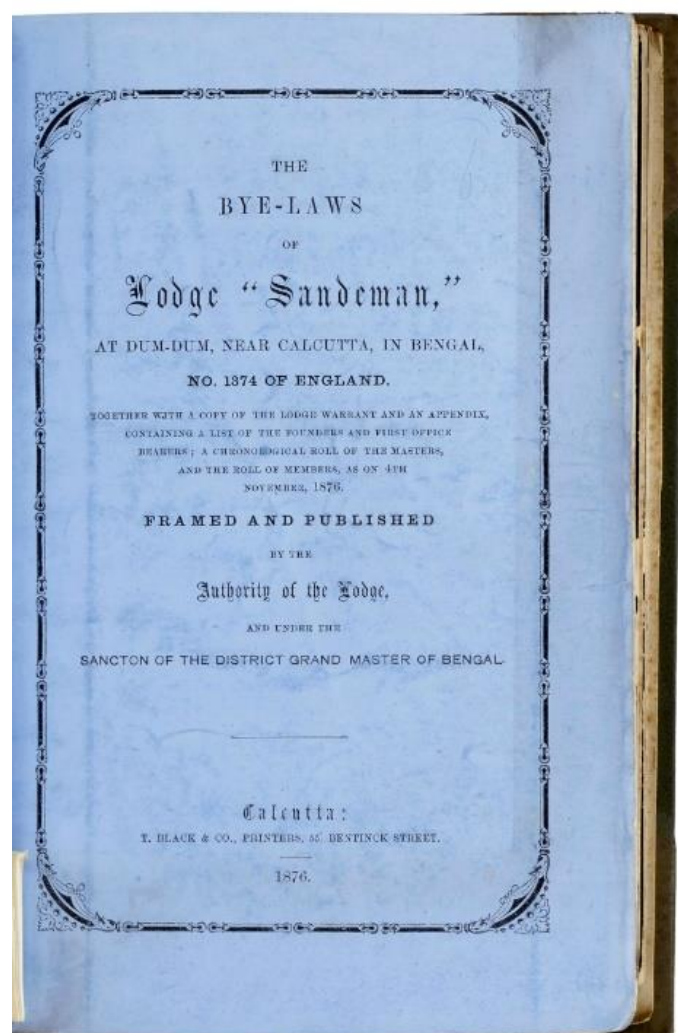 THE
BYE-LAWS
OF
Lodge "Sandeman,"
AT DUM-DUM, NEAR CALCUTTA, IN BENGAL,
NO. 1374 OF ENGLAND,
TOGETHER WITH A COPY OF THE LODGE WARRANT AND AN APPENDIX,
CONTAINING A LIST OF THE FOUNDERS AND FIRST OFFICE
BEARERS; A CHRONOLOGICAL ROLL OF THE MASTERS,
AND THE ROLL OF MEMBERS, AS ON 4TH
NOVEMBER, 1876.
FRAMED AND PUBLISHED
BY THE
Authority of the Lodge,
AND UNDER THE
SANCTON OF THE DISTRICT GRAND MASTER OF BENGAL.
Calcutta:
T. BLACK & CO., PRINTERS, 55 BENTINCK STREET.
1876.